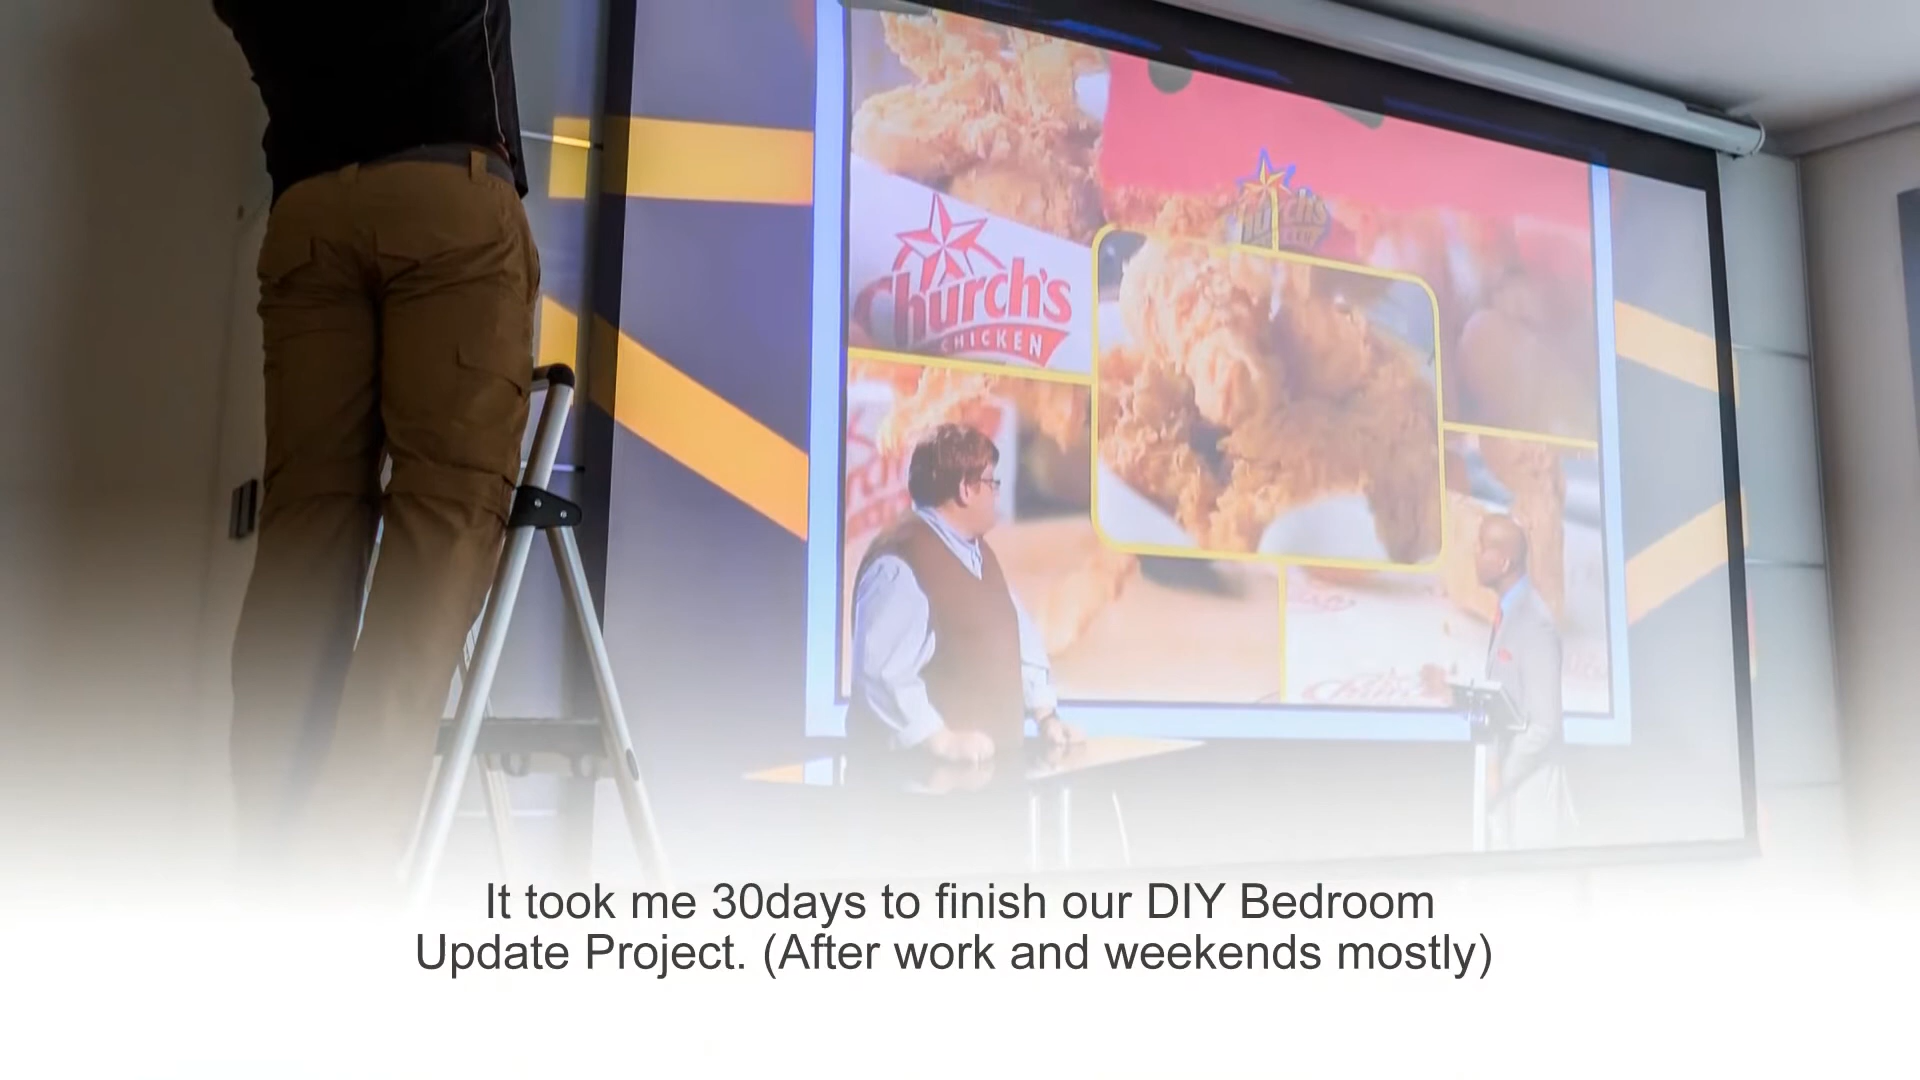 Church's
CHICKEN
It took me 30days to finish our DIY Bedroom
Update Project. (After work and weekends mostly)